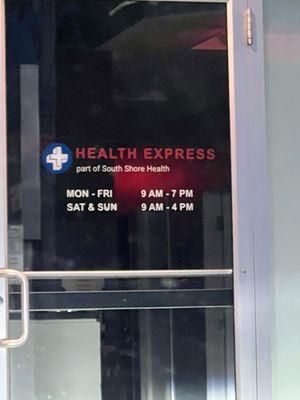 HEALTH EXPRESS
part of South Shore Health
MON - FRI 9 AM - 7 PM
SAT & SUN 9 AM - 4 PM